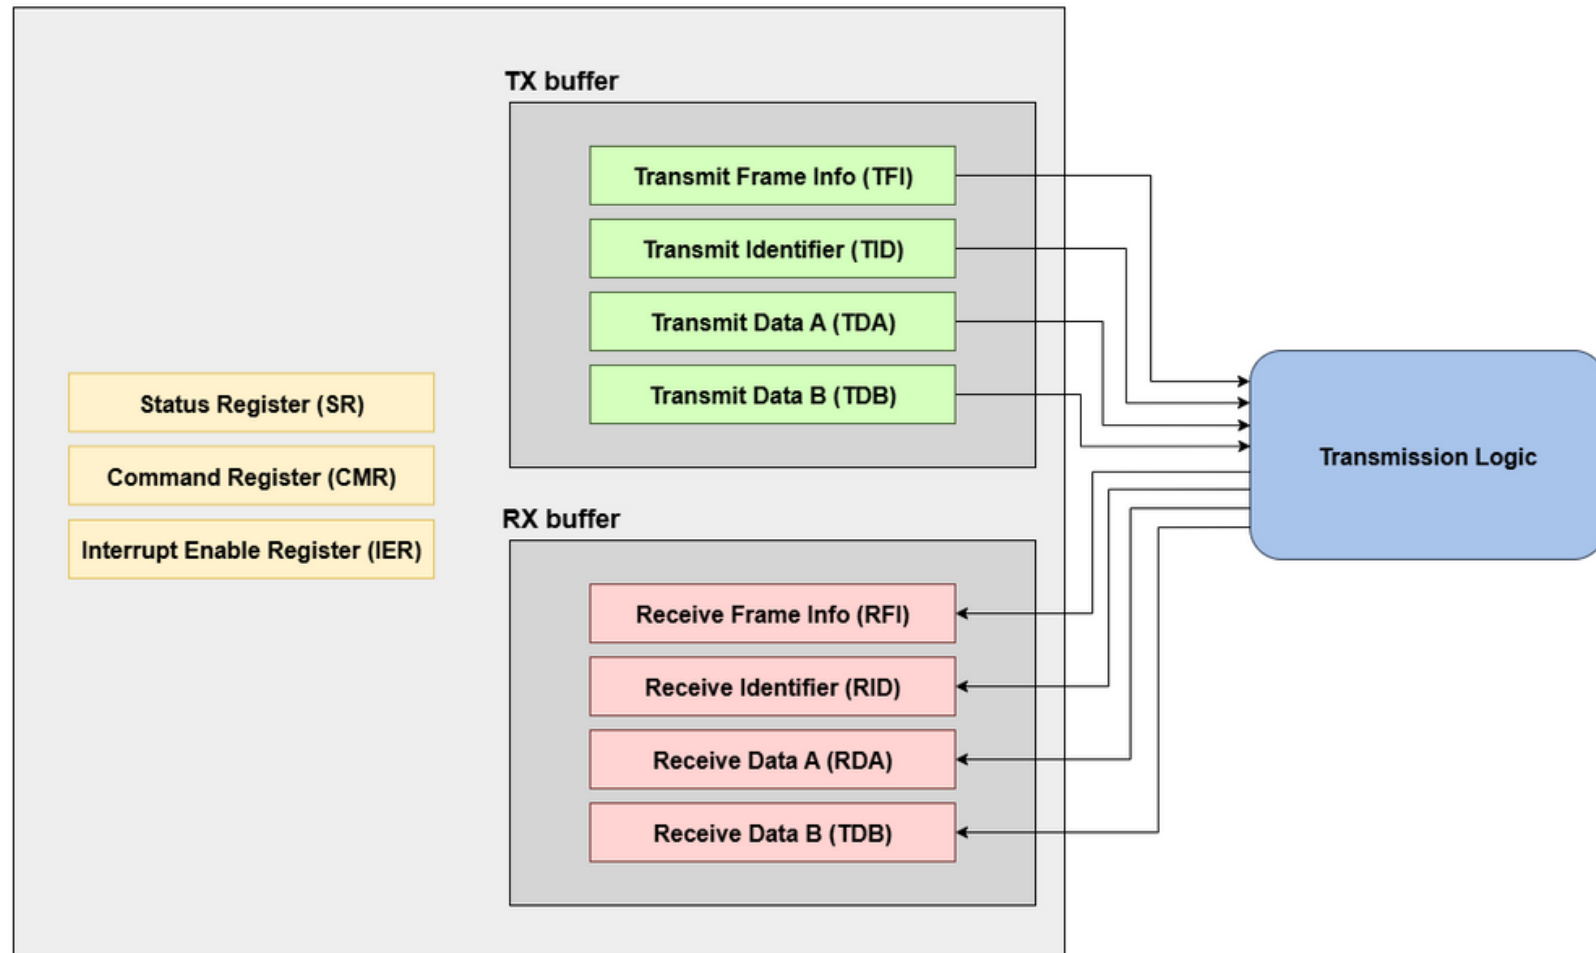 TX buffer
Transmit Frame Info (TFI)
Transmit Identifier (TID)
Transmit Data A (TDA)
Transmit Data B (TDB)
Status Register (SR)
Command Register (CMR)
Interrupt Enable Register (IER)
Transmission Logic
RX buffer
Receive Frame Info (RFI)
Receive Identifier (RID)
Receive Data A (RDA)
Receive Data B (TDB)